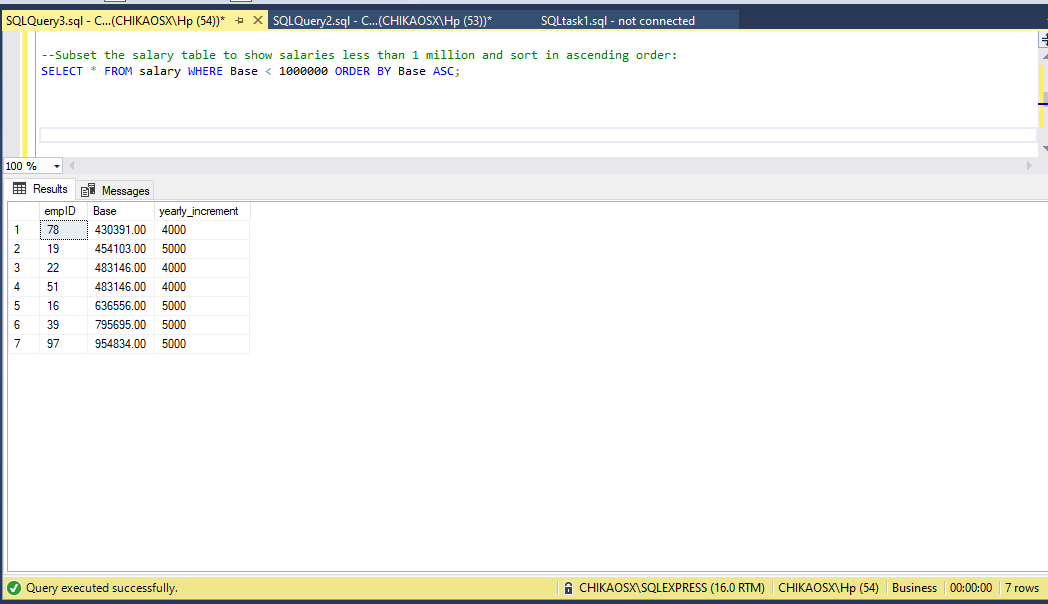 SQLQuery3.sql - C...(CHIKAOSX\Hp (54))* SQLQuery2.sql - C...(CHIKAOSX\Hp (53))* SQLtask1.sql - not connected
--Subset the salary table to show salaries less than 1 million and sort in ascending order:
SELECT * FROM salary WHERE Base < 1000000 ORDER BY Base ASC;
100 %
Results Messages
empID Base yearly_increment
1 78 430391.00 4000
2 19 454103.00 5000
3 22 483146.00 4000
4 51 483146.00 4000
5 16 636556.00 5000
6 39 795695.00 5000
7 97 954834.00 5000
Query executed successfully. CHIKAOSX\SQLEXPRESS (16.0 RTM) CHIKAOSX\Hp (54) Business 00:00:00 7 rows